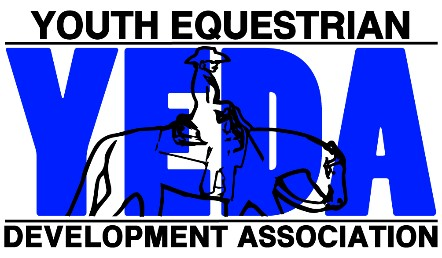 YOUTH EQUESTRIAN
YEDA
DEVELOPMENT ASSOCIATION